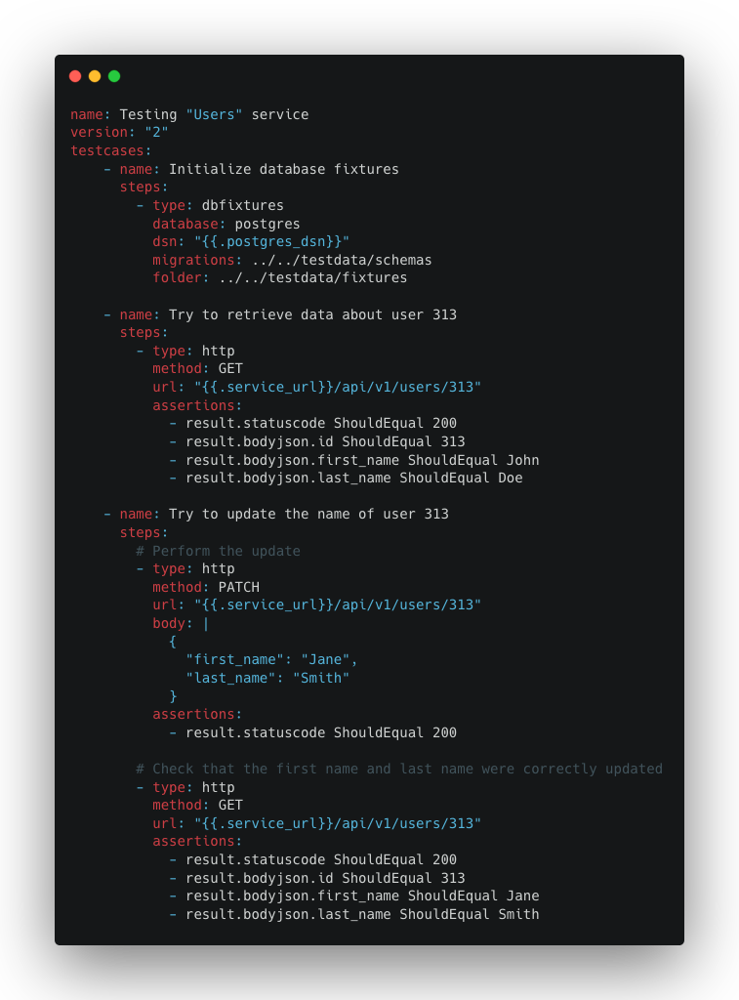 name: Testing "Users" service
version: "2"
testcases:
    - name: Initialize database fixtures
      steps:
        - type: dbfixtures
          database: postgres
          dsn: "{{.postgres_dsn}}"
          migrations: ../../testdata/schemas
          folder: ../../testdata/fixtures

    - name: Try to retrieve data about user 313
      steps:
        - type: http
          method: GET
          url: "{{.service_url}}/api/v1/users/313"
          assertions:
            - result.statuscode ShouldEqual 200
            - result.bodyjson.id ShouldEqual 313
            - result.bodyjson.first_name ShouldEqual John
            - result.bodyjson.last_name ShouldEqual Doe

    - name: Try to update the name of user 313
      steps:
        # Perform the update
        - type: http
          method: PATCH
          url: "{{.service_url}}/api/v1/users/313"
          body: |
            {
              "first_name": "Jane",
              "last_name": "Smith"
            }
          assertions:
            - result.statuscode ShouldEqual 200

        # Check that the first name and last name were correctly updated
        - type: http
          method: GET
          url: "{{.service_url}}/api/v1/users/313"
          assertions:
            - result.statuscode ShouldEqual 200
            - result.bodyjson.id ShouldEqual 313
            - result.bodyjson.first_name ShouldEqual Jane
            - result.bodyjson.last_name ShouldEqual Smith